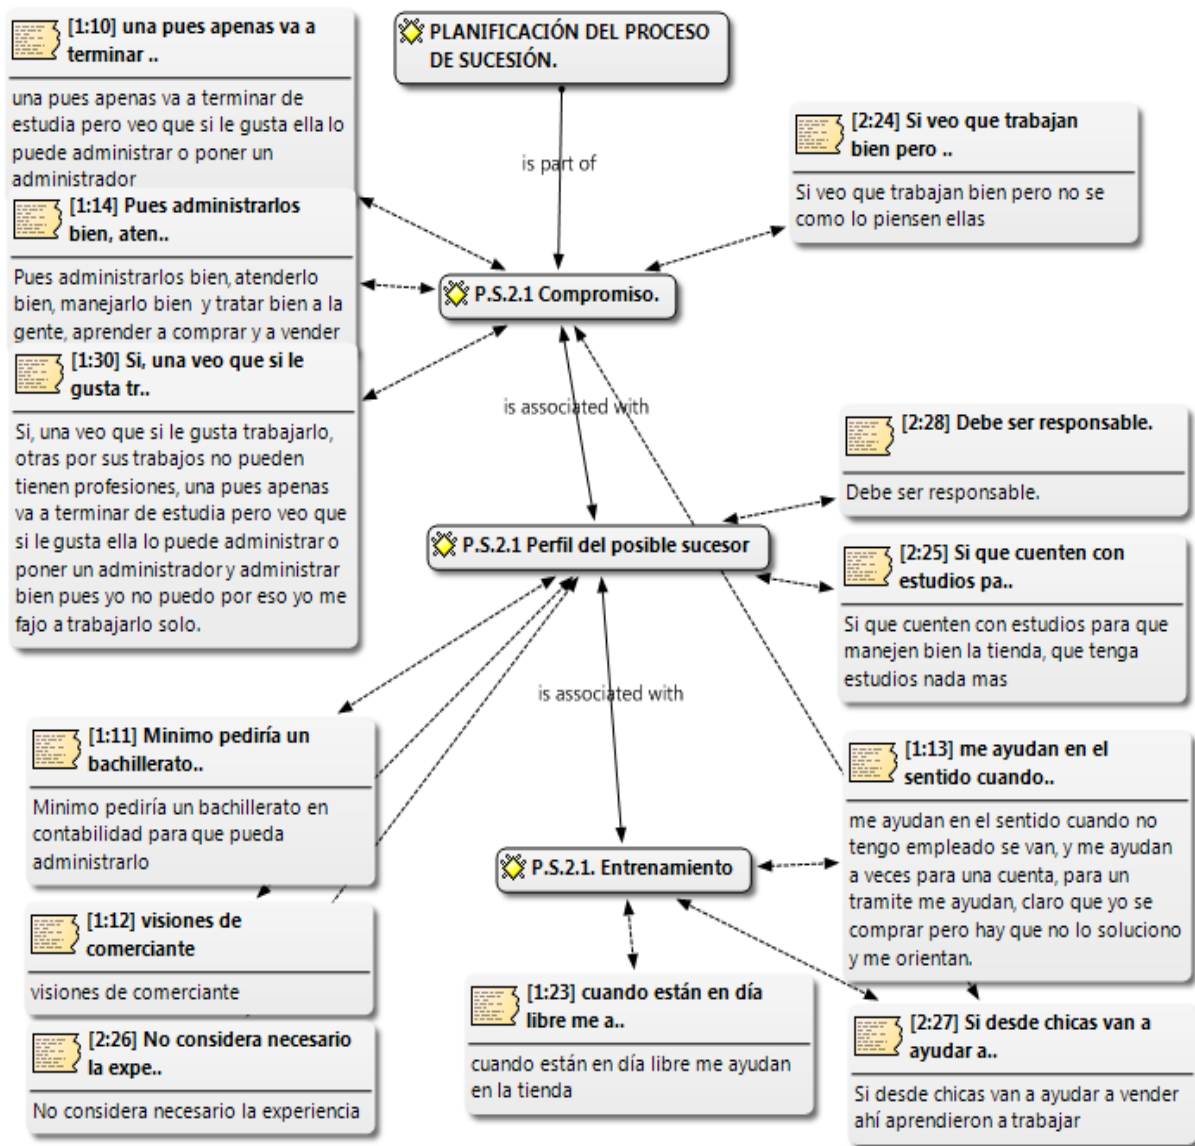 PLANIFICACIÓN DEL PROCESO
DE SUCESIÓN.
[1:10] una pues apenas va a
terminar ..
una pues apenas va a terminar de
estudia pero veo que si le gusta ella lo
puede administrar o poner un
administrador
is part of
[2:24] Si veo que trabajan
bien pero ..
Si veo que trabajan bien pero no se
como lo piensen ellas
[1:14] Pues administrarlos
bien, aten..
Pues administrarlos bien, atenderlo
bien, manejarlo bien y tratar bien a la
gente, aprender a comprar y a vender
P.S.2.1 Compromiso.
[1:30] Si, una veo que si le
gusta tr..
Si, una veo que si le gusta trabajarlo,
otras por sus trabajos no pueden
tienen profesiones, una pues apenas
va a terminar de estudia pero veo que
si le gusta ella lo puede administrar o
poner un administrador y administrar
bien pues yo no puedo por eso yo me
fajo a trabajarlo solo.
is associated with
[2:28] Debe ser responsable.
Debe ser responsable.
P.S.2.1 Perfil del posible sucesor
[2:25] Si que cuenten con
estudios pa..
Si que cuenten con estudios para que
manejen bien la tienda, que tenga
estudios nada mas
is associated with
[1:11] Minimo pediría un
bachillerato..
Minimo pediría un bachillerato en
contabilidad para que pueda
administrarlo
[1:13] me ayudan en el
sentido cuando..
me ayudan en el sentido cuando no
tengo empleado se van, y me ayudan
a veces para una cuenta, para un
tramite me ayudan, claro que yo se
comprar pero hay que no lo soluciono
y me orientan.
P.S.2.1. Entrenamiento
[1:12] visiones de
comerciante
visiones de comerciante
[1:23] cuando están en día
libre me a..
cuando están en día libre me ayudan
en la tienda
[2:26] No considera necesario
la expe..
No considera necesario la experiencia
[2:27] Si desde chicas van a
ayudar a..
Si desde chicas van a ayudar a vender
ahí aprendieron a trabajar